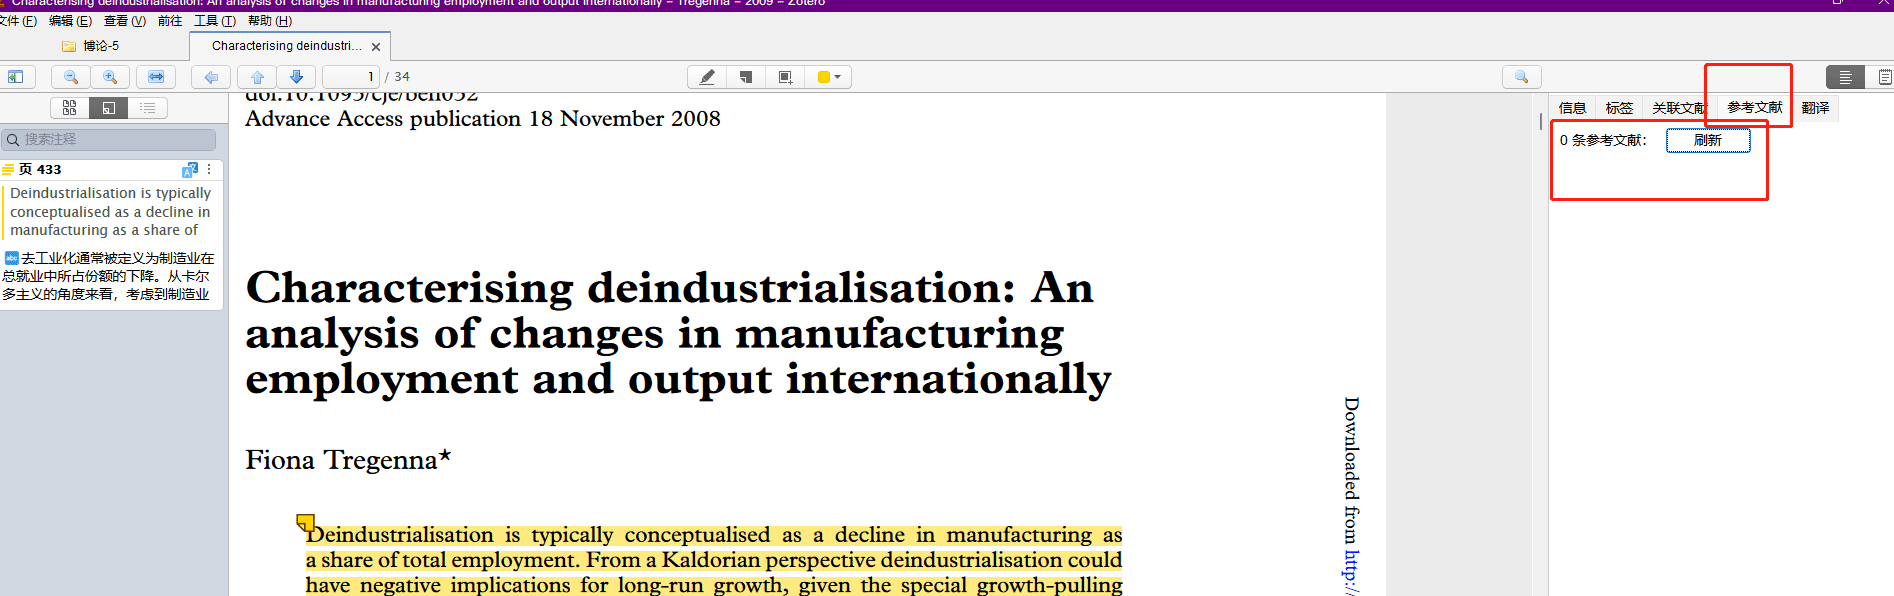 Characterising deindustrialisation: An analysis of changes in manufacturing employment and output internationally - Tregenna - 2009 - Zotero
文件 (F) 编辑 (E) 查看 (V) 前往 工具 (T) 帮助 (H)
博论-5
Characterising deindustri...
1 / 34
信息 标签 关联文献 参考文献 翻译
0 条参考文献:
刷新
搜索注释
页 433
Deindustrialisation is typically
conceptualised as a decline in
manufacturing as a share of
去工业化通常被定义为制造业在
总就业中所占份额的下降。从卡尔
多主义的角度来看，考虑到制造业
doi:10.1093/cje/ben032
Advance Access publication 18 November 2008
Characterising deindustrialisation: An
analysis of changes in manufacturing
employment and output internationally
Fiona Tregenna*
Deindustrialisation is typically conceptualised as a decline in manufacturing as
a share of total employment. From a Kaldorian perspective deindustrialisation could
have negative implications for long-run growth, given the special growth-pulling
Downloaded from http:/